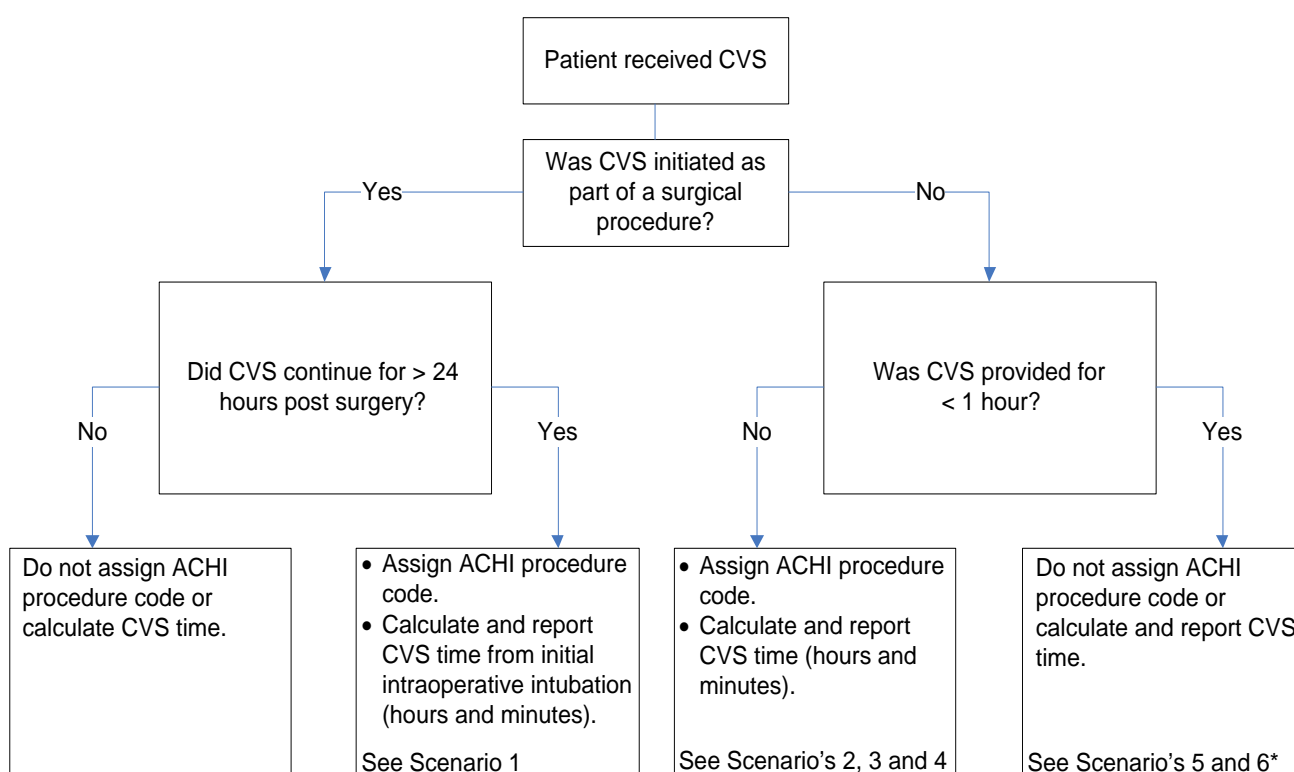 Patient received CVS
Was CVS initiated as
part of a surgical
procedure?
Yes
No
Did CVS continue for > 24
hours post surgery?
Was CVS provided for
< 1 hour?
No
Yes
No
Yes
Do not assign ACHI
procedure code or
calculate CVS time.
• Assign ACHI procedure
code.
• Calculate and report
CVS time from initial
intraoperative intubation
(hours and minutes).
See Scenario 1
• Assign ACHI procedure
code.
• Calculate and report
CVS time (hours and
minutes).
See Scenario’s 2, 3 and 4
Do not assign ACHI
procedure code or
calculate and report CVS
time.
See Scenario’s 5 and 6*